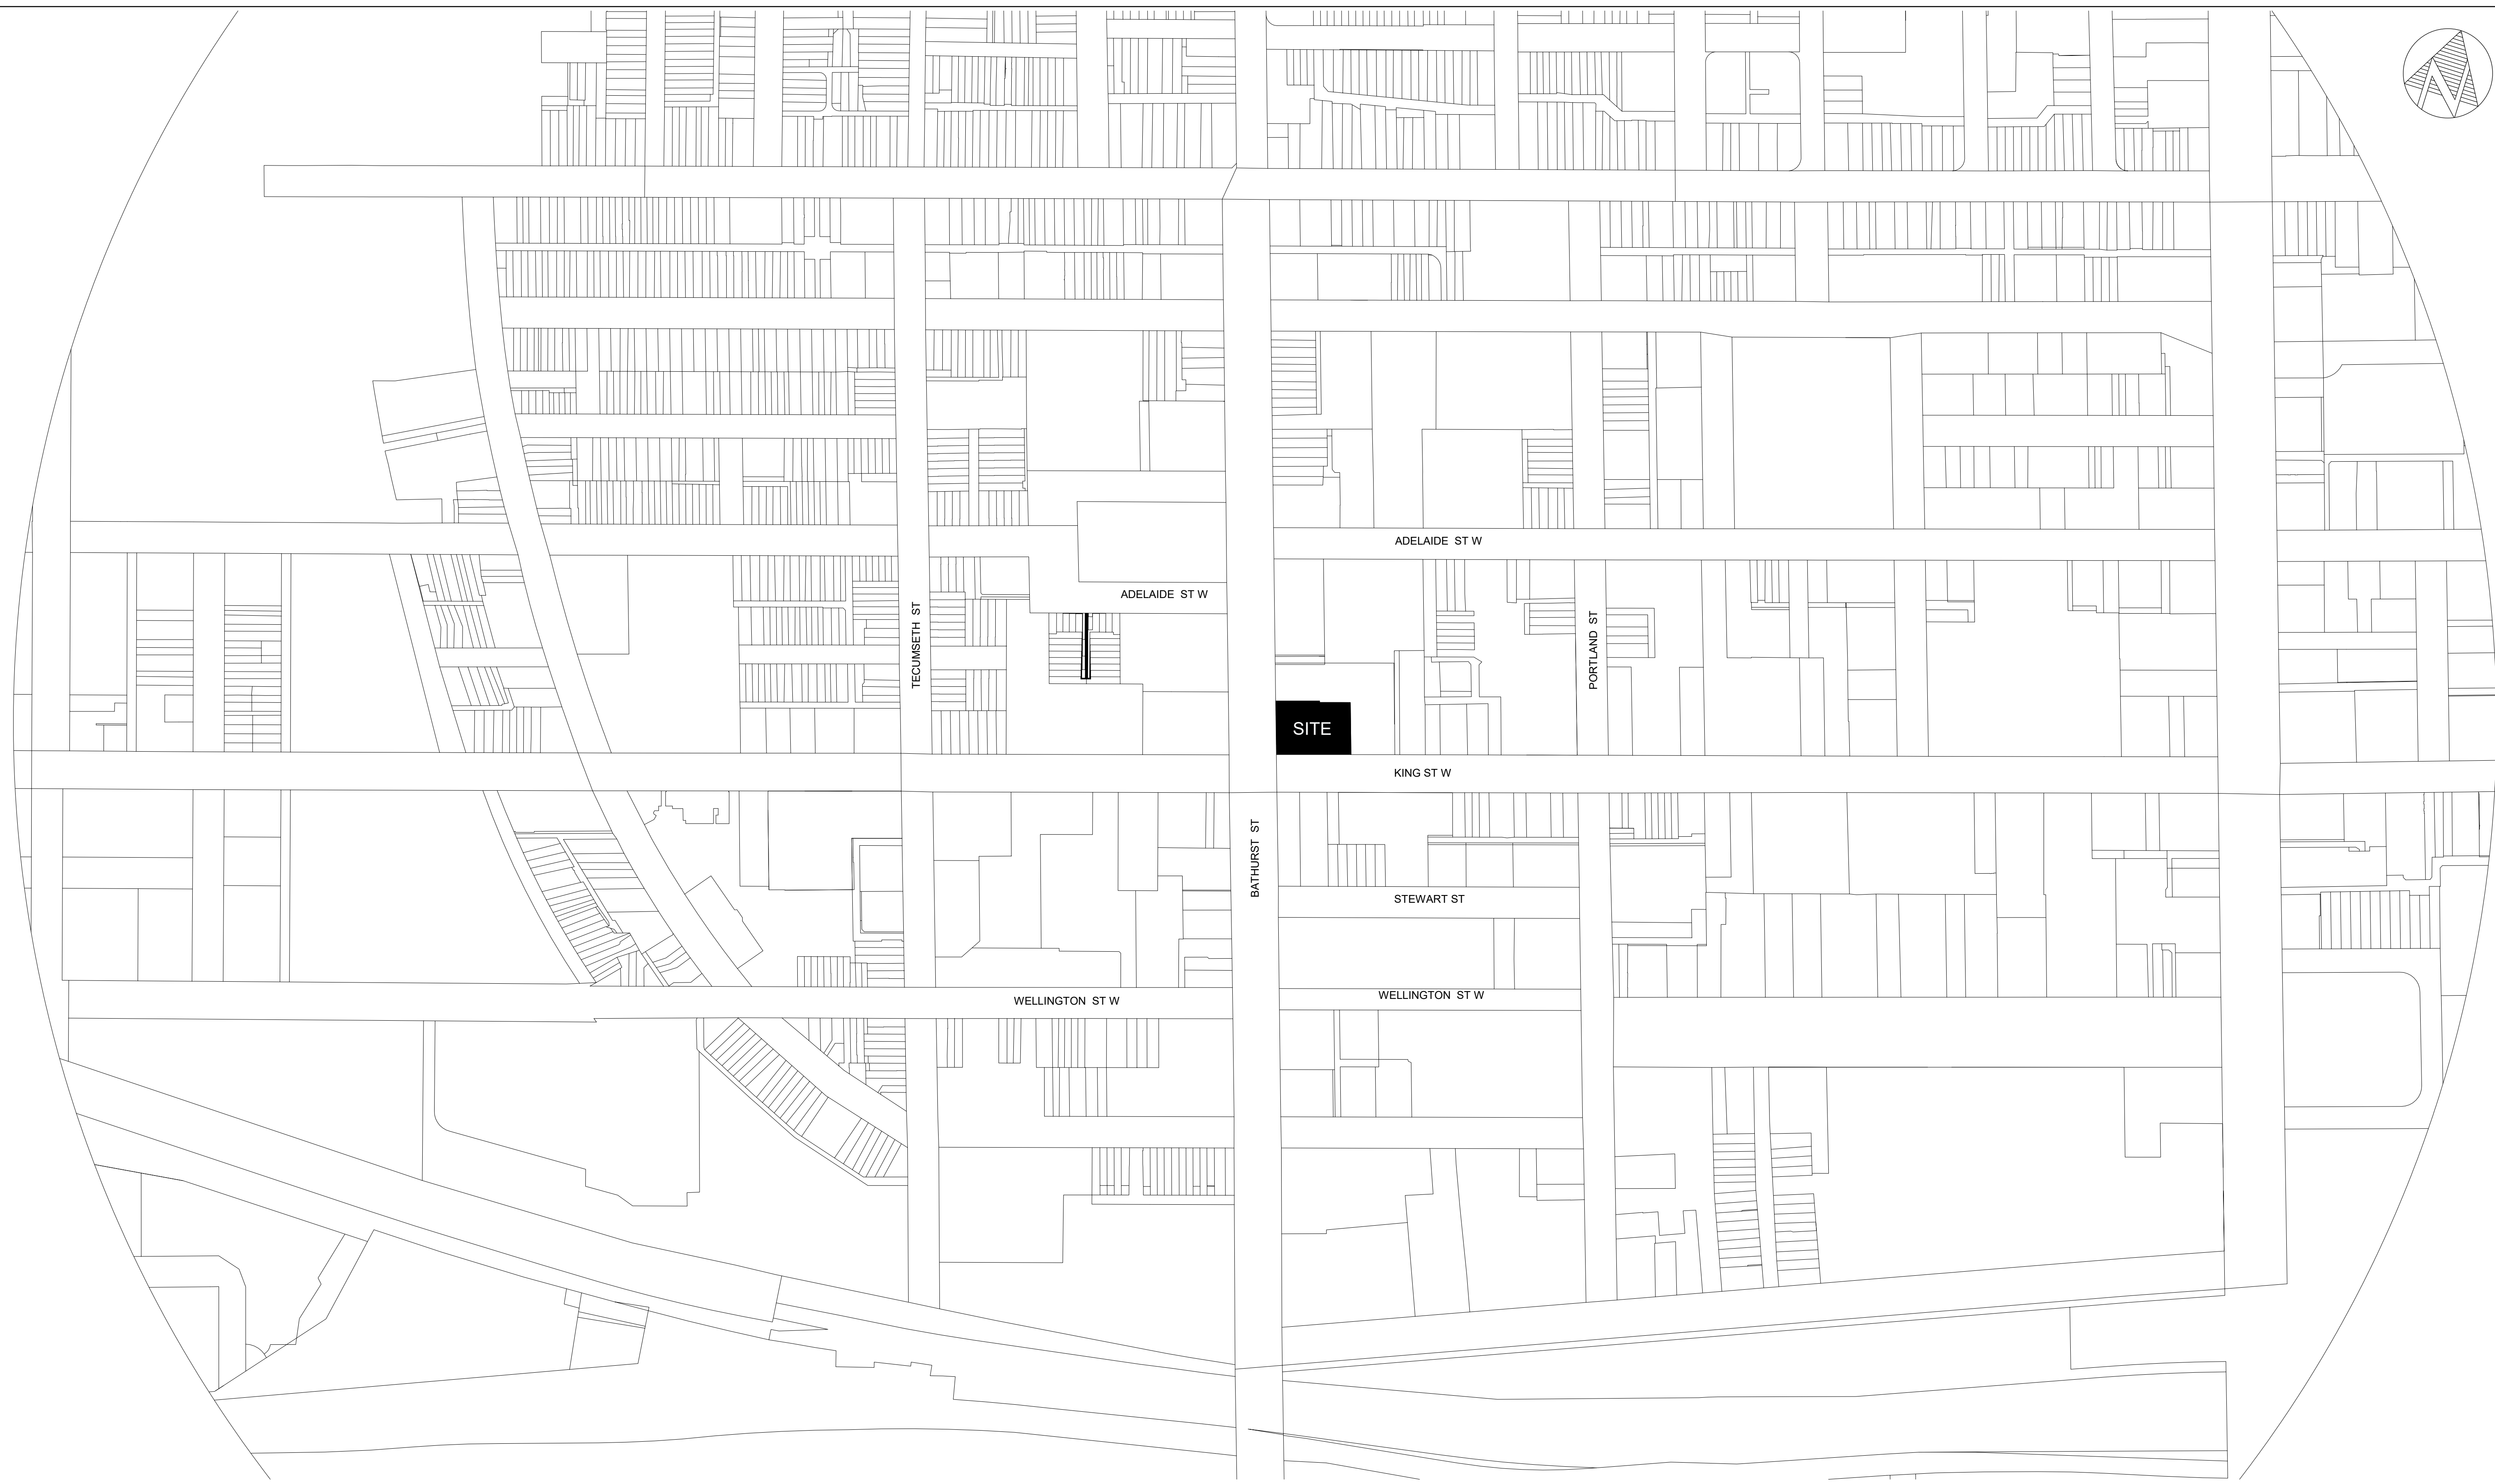 ADELAIDE ST W
ADELAIDE ST W
TECUMSETH ST
PORTLAND ST
SITE
KING ST W
BATHURST ST
STEWART ST
WELLINGTON ST W
WELLINGTON ST W